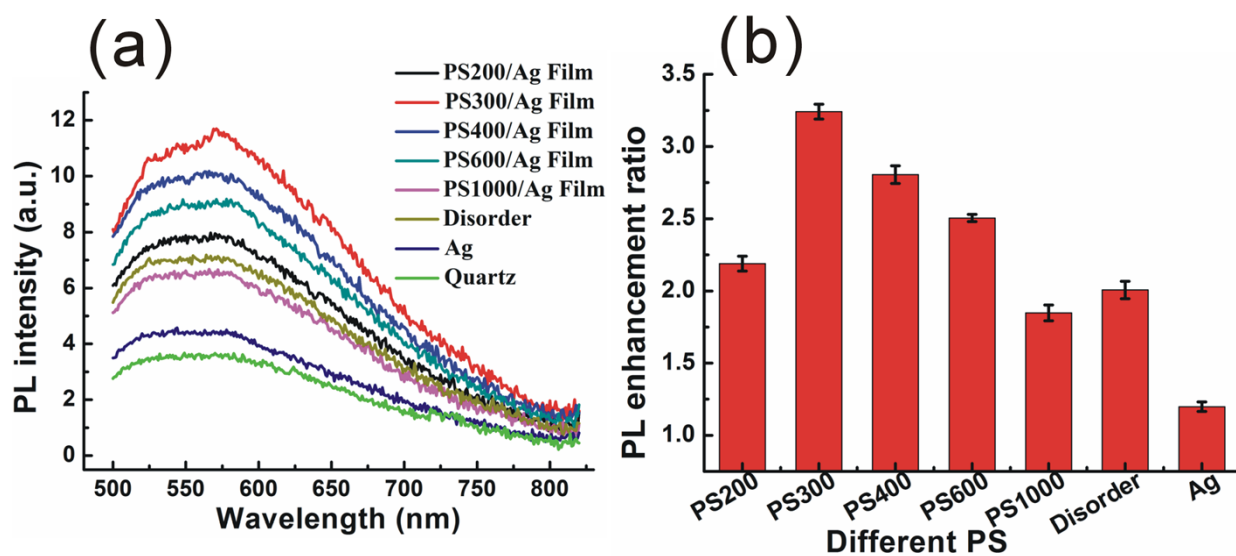 (a)
PS200/Ag Film
PS300/Ag Film
PS400/Ag Film
PS600/Ag Film
PS1000/Ag Film
Disorder
Ag
Quartz
PL intensity (a.u.)
12
10
8
6
4
2
0
500 550 600 650 700 750 800
Wavelength (nm)
(b)
PL enhancement ratio
3.5
3.0
2.5
2.0
1.5
1.0
PS200 PS300 PS400 PS600 PS1000 Disorder Ag
Different PS